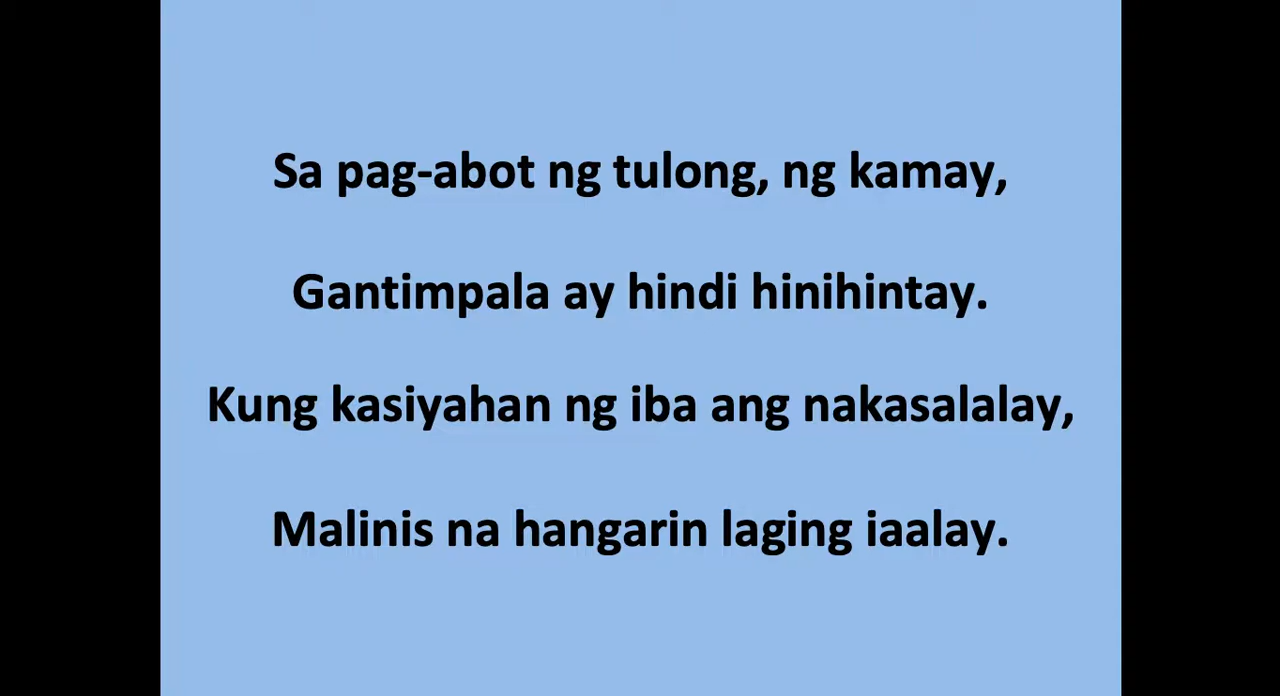 Sa pag-abot ng tulong, ng kamay,
Gantimpala ay hindi hinihintay.
Kung kasiyahan ng iba ang nakasalalay,
Malinis na hangarin laging iaalay.